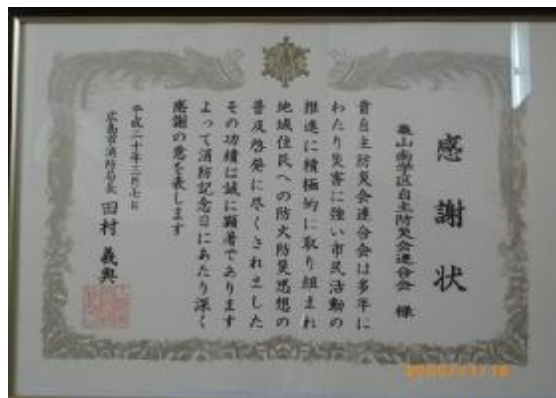 感謝状
亀山南学区自主防災会連合会 様
貴自主防災会連合会は多年に
わたり災害に強い市民活動の
推進に積極的に取り組まれ
地域住民への防火防災思想の
普及啓発に尽くされました
その功績は誠に顕著であります
よって消防記念日にあたり深く
感謝の意を表します
平成二十年三月七日
広島市消防局長 田村 義典